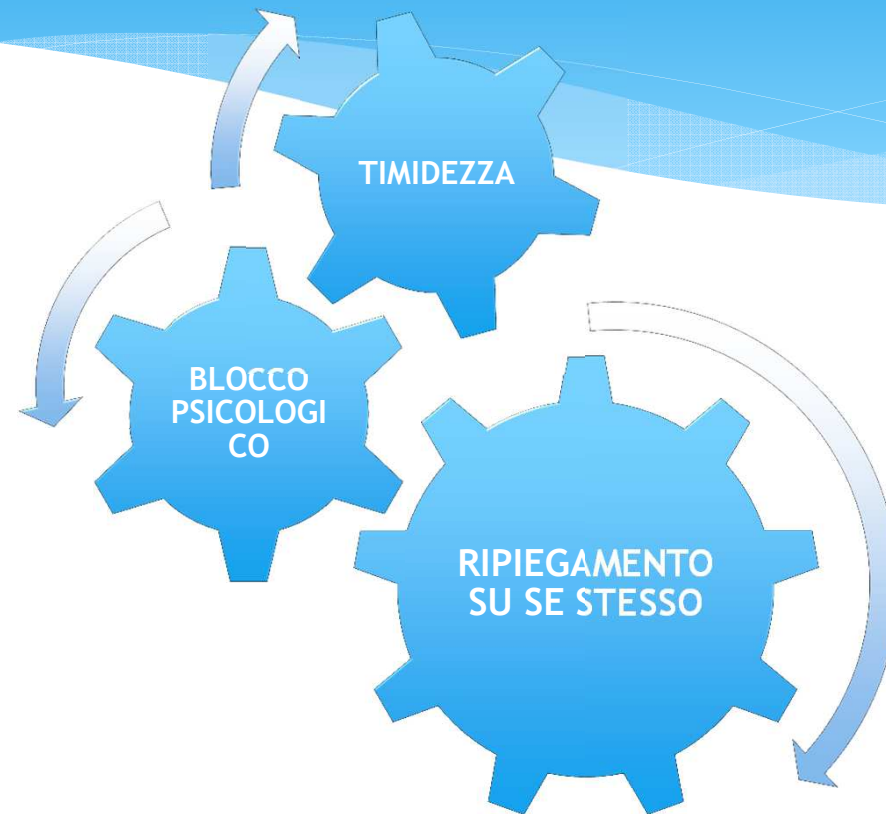 TIMIDEZZA
BLOCCO
PSICOLOGI
CO
RIPIEGAMENTO
SU SE STESSO